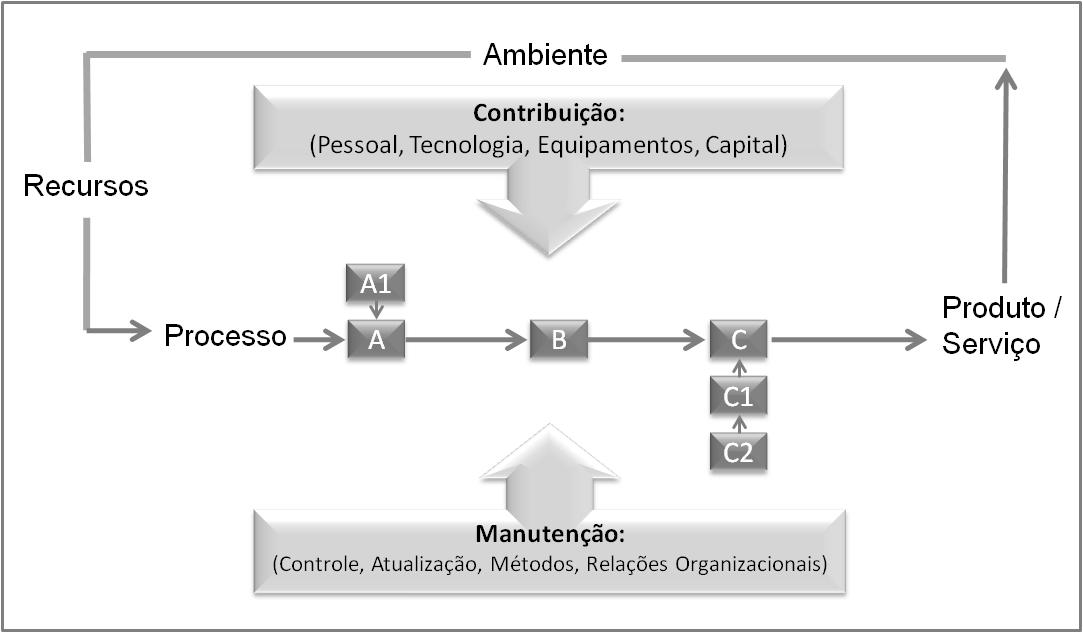 Ambiente
Contribuição:
(Pessoal, Tecnologia, Equipamentos, Capital)
Recursos
A1
Processo
A
B
C
Produto /
Serviço
C1
C2
Manutenção:
(Controle, Atualização, Métodos, Relações Organizacionais)